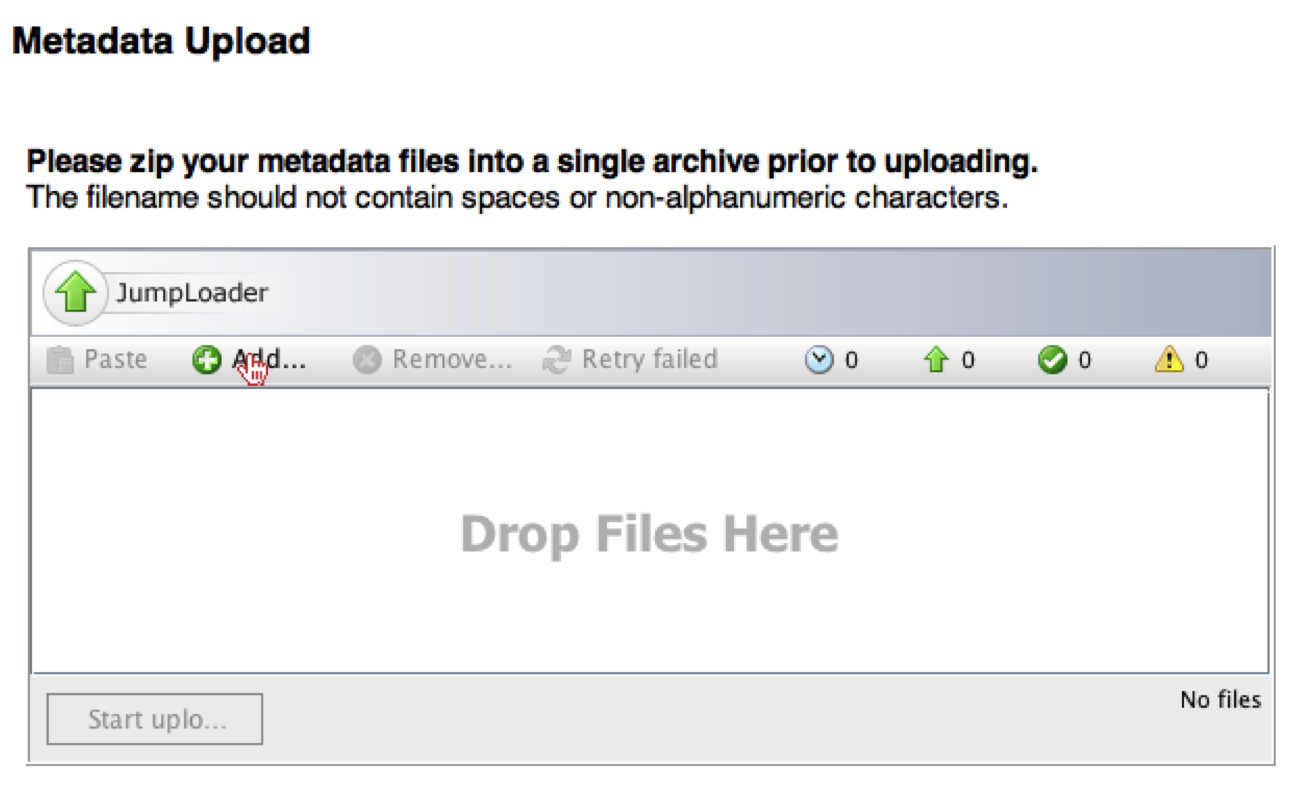 Metadata Upload
Please zip your metadata files into a single archive prior to uploading.
The filename should not contain spaces or non-alphanumeric characters.
JumpLoader
Paste Add... Remove... Retry failed 0 0 0 0
Drop Files Here
No files
Start uplo...